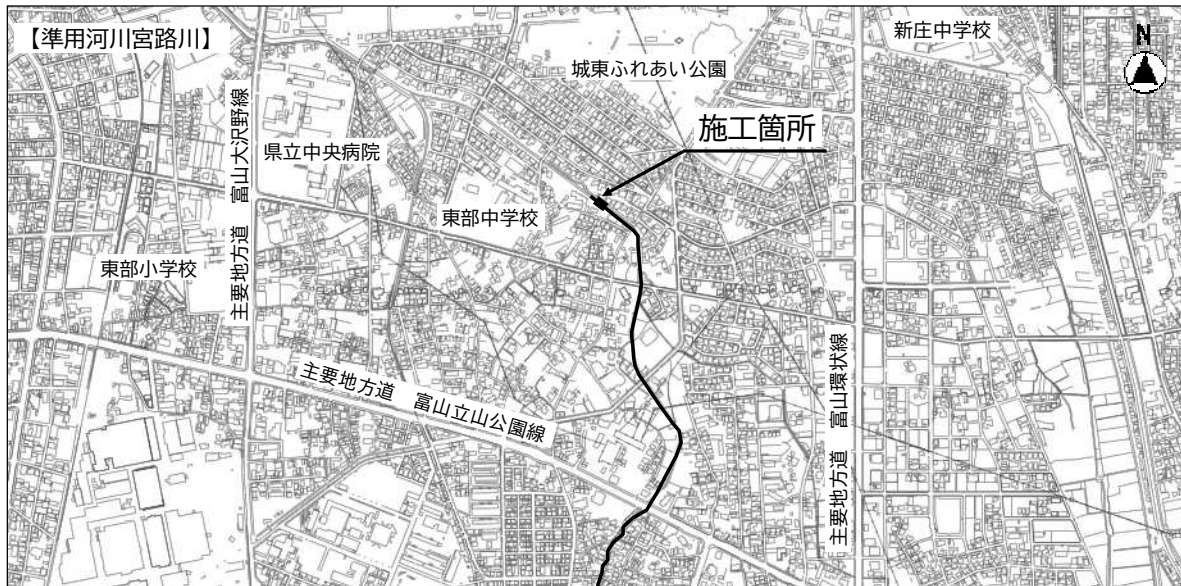 【準用河川宮路川】
新庄中学校
N
城東ふれあい公園
施工箇所
県立中央病院
主要地方道 富山大沢野線
東部中学校
東部小学校
主要地方道 富山立山公園線
主要地方道 富山環状線